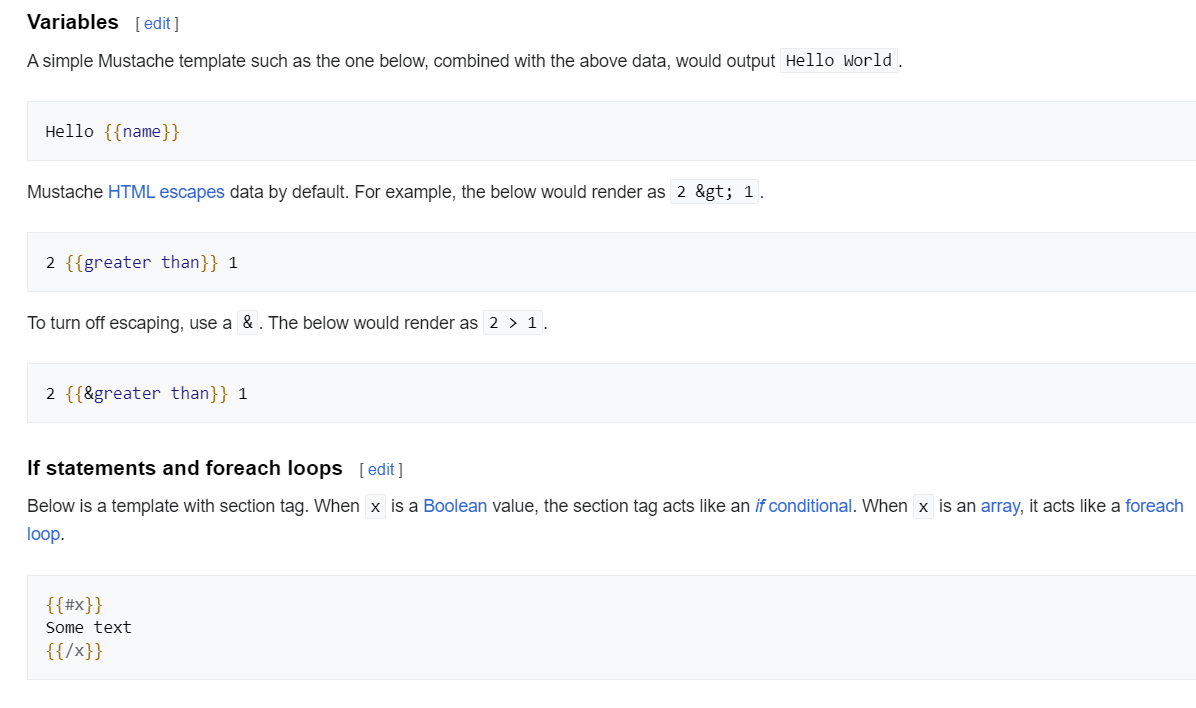 Variables [ edit ]
A simple Mustache template such as the one below, combined with the above data, would output Hello World .
Hello {{name}}
Mustache HTML escapes data by default. For example, the below would render as 2 &gt; 1 .
2 {{greater than}} 1
To turn off escaping, use a & . The below would render as 2 > 1 .
2 {{&greater than}} 1
If statements and foreach loops [ edit ]
Below is a template with section tag. When x is a Boolean value, the section tag acts like an if conditional. When x is an array, it acts like a foreach
loop.
{{#x}}
Some text
{{/x}}